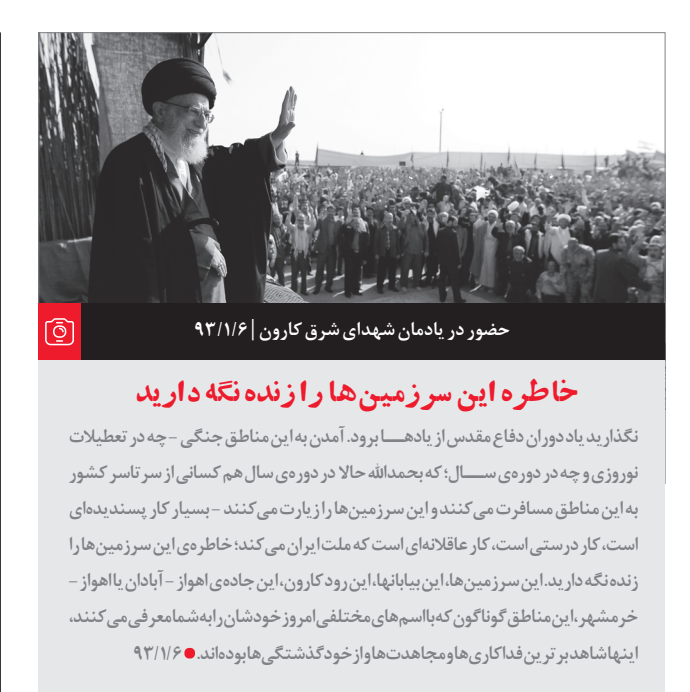 حضور در یادمان شهدای شرق کارون | ۹۳/۱/۶
خاطره این سرزمین‌ها را زنده نگه دارید
نگذارید یاد دوران دفاع مقدس از یادهـــا برود. آمدن به این مناطق جنگی - چه در تعطیلات
نوروزی و چه در دوره‌ی ســـال؛ که بحمدالله حالا در دوره‌ی سال هم کسانی از سرتاسر کشور
به این مناطق مسافرت می‌کنند و این سرزمین‌ها را زیارت می‌کنند - بسیار کار پسندیده‌ای
است، کار درستی است، کار عاقلانه‌ای است که ملت ایران می‌کند؛ خاطره‌ی این سرزمین‌ها را
زنده نگه دارید. این سرزمین‌ها، این بیابانها، این رود کارون، این جاده‌ی اهواز - آبادان یا اهواز -
خرمشهر، این مناطق گوناگون که با اسم‌های مختلفی امروز خودشان را به شما معرفی می‌کنند،
اینها شاهد برترین فداکاری‌ها و مجاهدت‌ها و از خودگذشتگی‌ها بوده‌اند. ● ۹۳/۱/۶